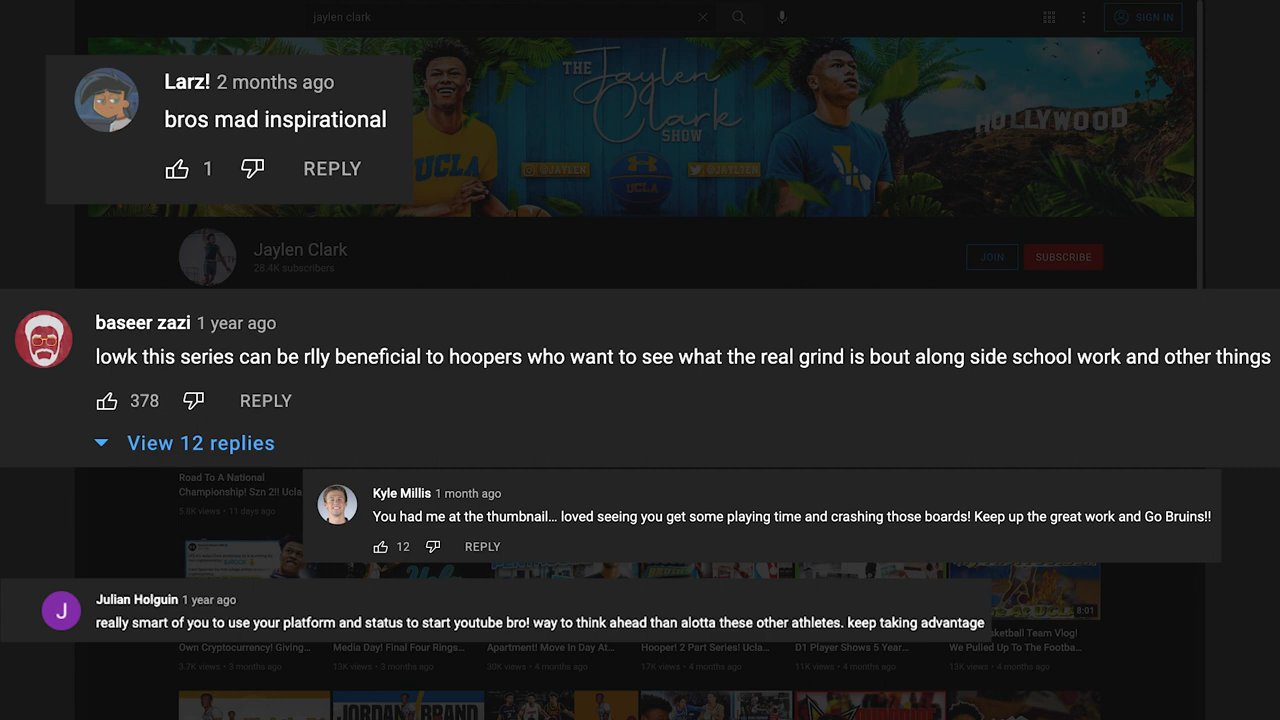 jaylen clark
SIGN IN
THE Jaylen Clark SHOW
HOLLYWOOD
UCLA
@JAYLEN
@JAYLEN
UCLA
Larz! 2 months ago
bros mad inspirational
1 REPLY
Jaylen Clark
28.4K subscribers
JOIN SUBSCRIBE
baseer zazi 1 year ago
lowk this series can be rlly beneficial to hoopers who want to see what the real grind is bout along side school work and other things
378 REPLY
View 12 replies
Road To A National
Championship! Szn 2!! Ucla
5.8K views • 11 days ago
Kyle Millis 1 month ago
You had me at the thumbnail... loved seeing you get some playing time and crashing those boards! Keep up the great work and Go Bruins!!
12 REPLY
8:01
J
Julian Holguin 1 year ago
really smart of you to use your platform and status to start youtube bro! way to think ahead than alotta these other athletes. keep taking advantage
ketball Team Vlog!
Own Cryptocurrency! Giving...
Media Day! Final Four Rings...
Apartment! Move In Day At...
Hooper! 2 Part Series! Ucla...
D1 Player Shows 5 Year...
We Pulled Up To The Footba...
3.7K views • 3 months ago
13K views • 3 months ago
30K views • 4 months ago
17K views • 4 months ago
11K views • 4 months ago
13K views • 4 months ago
JORDAN BRAND